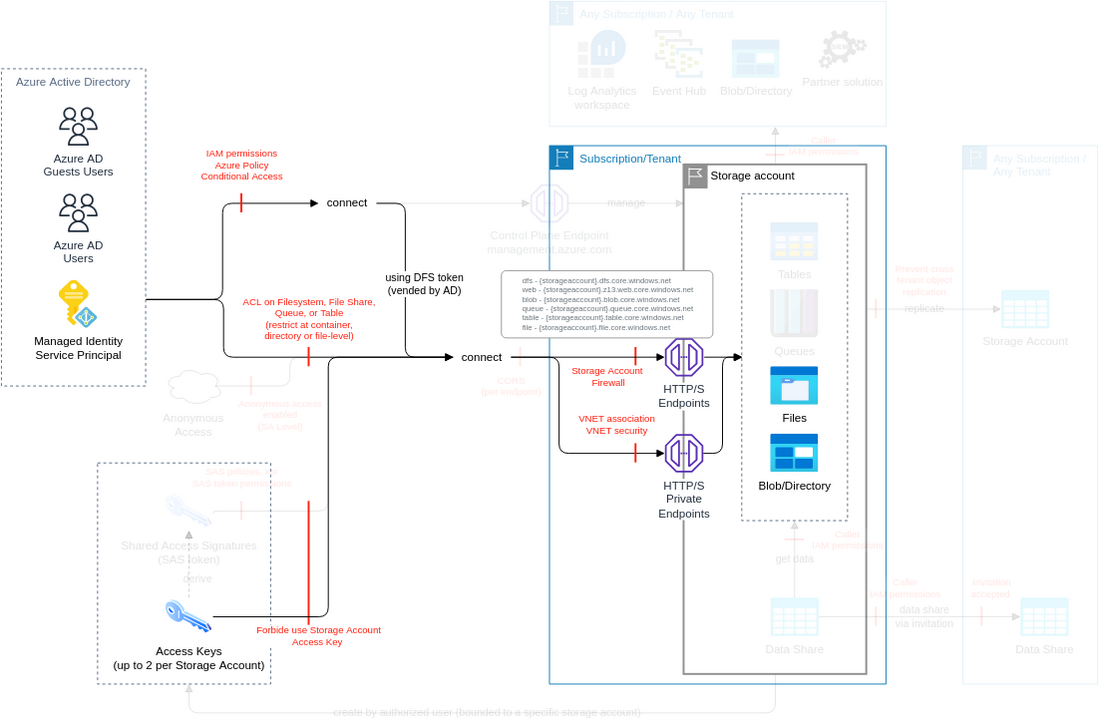 Any Subscription / Any Tenant
Log Analytics
workspace
Event Hub
Blob/Directory
Partner solution
SIEM
Azure Active Directory
Azure AD
Guests Users
Azure AD
Users
Managed Identity
Service Principal
IAM permissions
Azure Policy
Conditional Access
connect
using DFS token
(vended by AD)
ACL on Filesystem, File Share,
Queue, or Table
(restrict at container,
directory or file-level)
Anonymous
Access
Anonymous access
enabled
(SA Level)
Caller
IAM permissions
Subscription/Tenant
Storage account
Control Plane Endpoint
management.azure.com
manage
dfs - {storageaccount}.dfs.core.windows.net
web - {storageaccount}.z13.web.core.windows.net
blob - {storageaccount}.blob.core.windows.net
queue - {storageaccount}.queue.core.windows.net
table - {storageaccount}.table.core.windows.net
file - {storageaccount}.file.core.windows.net
connect
CORS:
(per endpoint)
Storage Account
Firewall
HTTP/S
Endpoints
VNET association
VNET security
HTTP/S
Private
Endpoints
Tables
Queues
Files
Blob/Directory
Any Subscription /
Any Tenant
Prevent cross
tenant object
replication
replicate
Storage Account
SAS policies,
SAS token permissions
Shared Access Signatures
(SAS token)
derive
Access Keys
(up to 2 per Storage Account)
Forbide use Storage Account
Access Key
Caller
IAM permissions
get data
Data Share
Caller
IAM permissions
data share
via invitation
Invitation
accepted
Data Share
create by authorized user (bounded to a specific storage account)